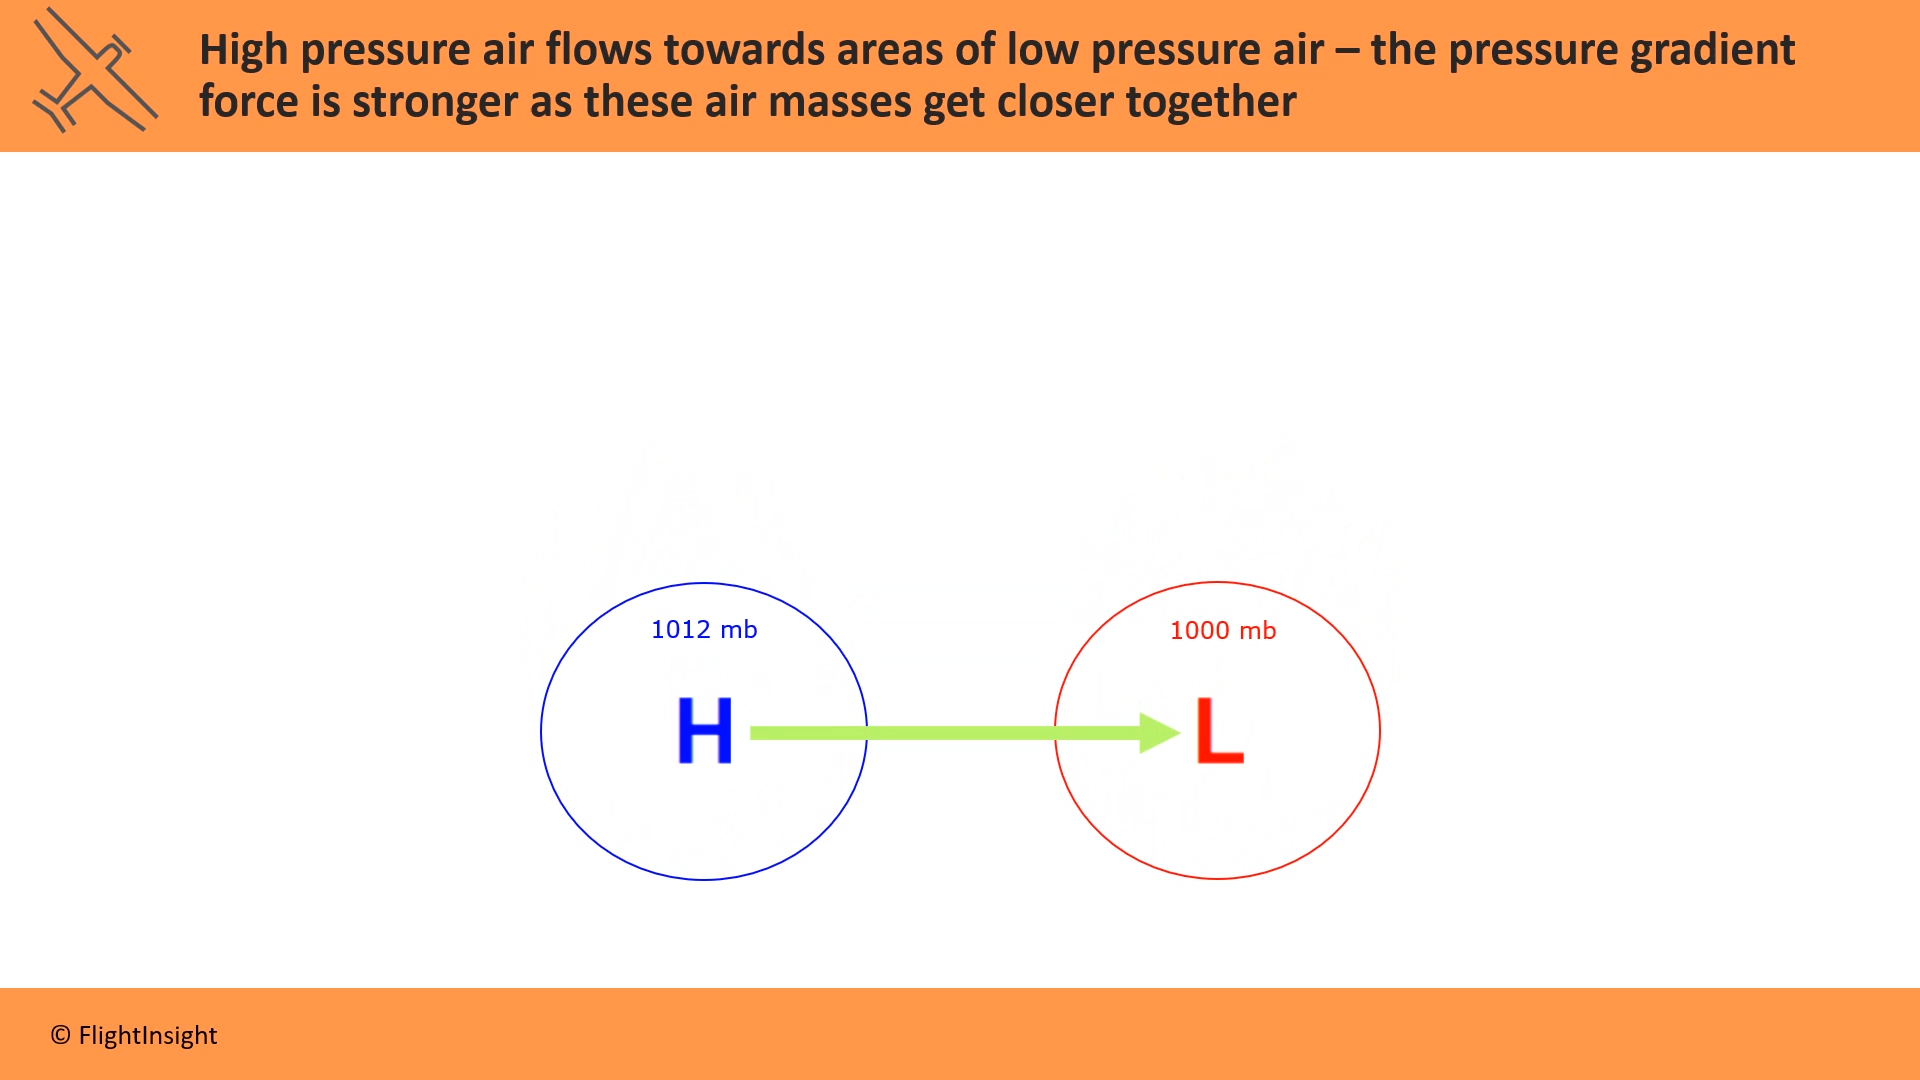 High pressure air flows towards areas of low pressure air – the pressure gradient
force is stronger as these air masses get closer together
1012 mb
1000 mb
H
L
© FlightInsight